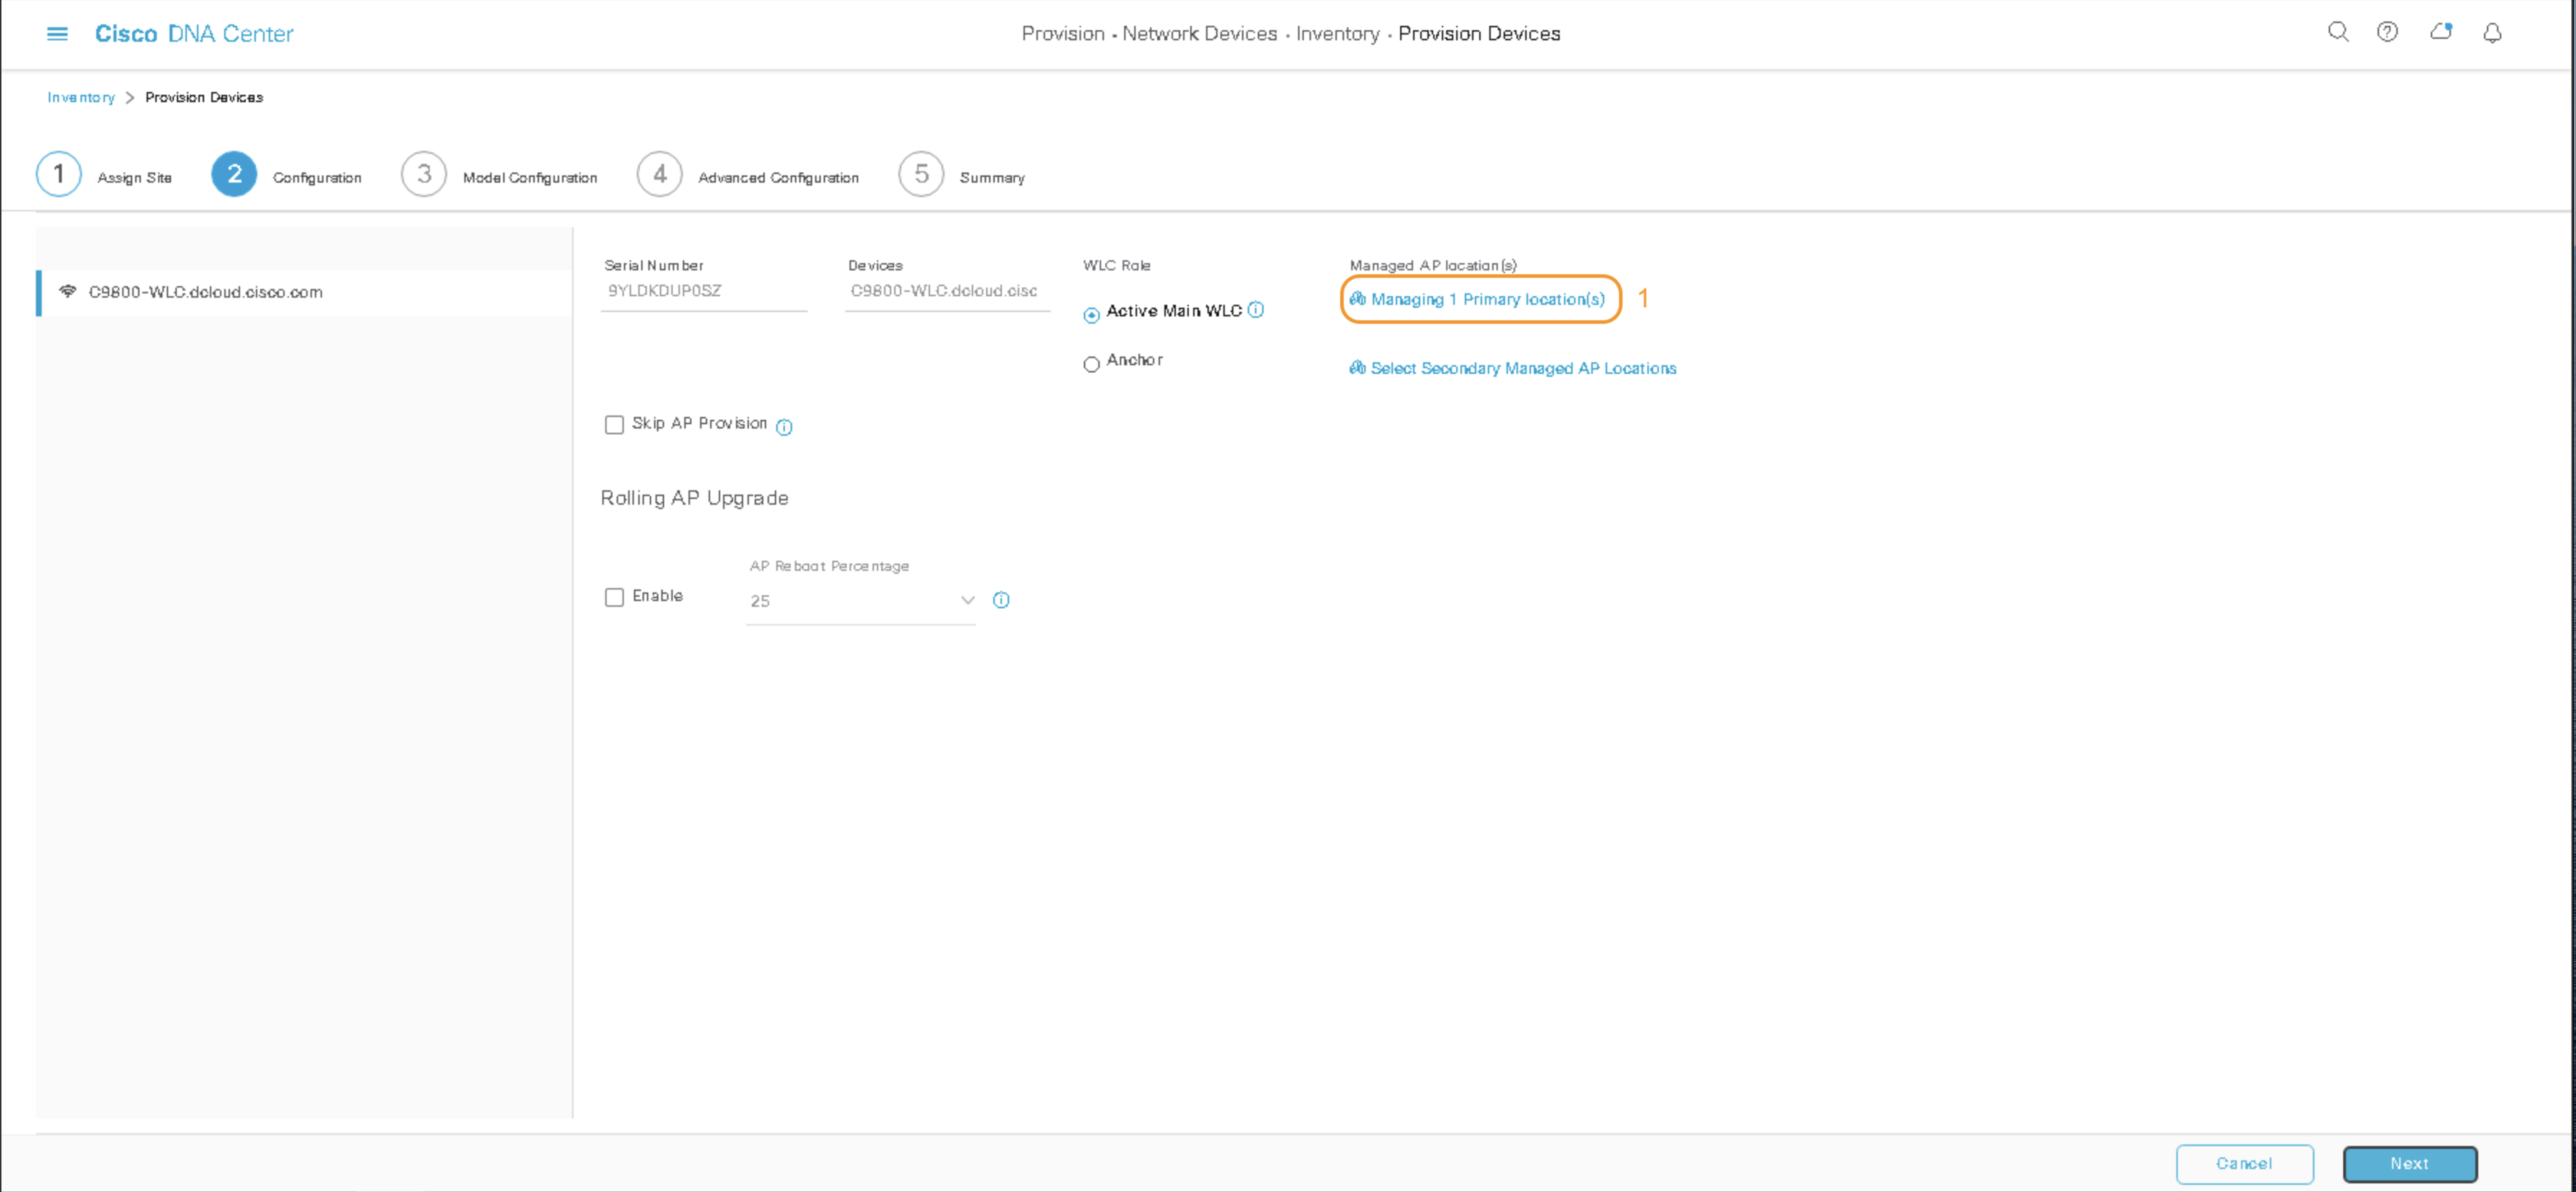 Cisco DNA Center
Provision · Network Devices · Inventory · Provision Devices
Inventory > Provision Devices
1 Assign Site 2 Configuration 3 Model Configuration 4 Advanced Configuration 5 Summary
C9800-WLC.dcloud.cisco.com
Serial Number Devices WLC Role Managed AP location(s)
9YLDKDUP0SZ C9800-WLC.dcloud.cisc
Managing 1 Primary location(s) 1
Active Main WLC
Anchor
Select Secondary Managed AP Locations
Skip AP Provision
Rolling AP Upgrade
AP Reboot Percentage
Enable 25
Cancel Next